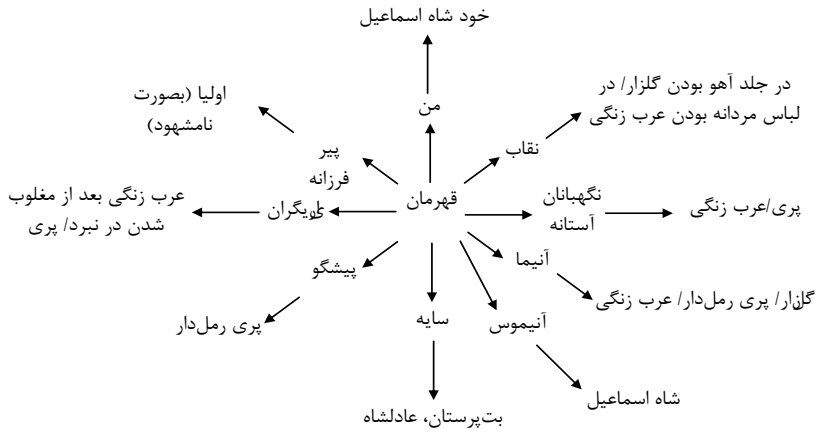 خود شاه اسماعیل
در جلد آهو بودن گلزار/ در
لباس مردانه بودن عرب زنگی
اولیا (بصورت
نامشهود)
من
نقاب
پیر
فرزانه
قهرمان
نگهبانان
آستانه
پری/عرب زنگی
عرب زنگی بعد از مغلوب
شدن در نبرد/ پری
آنیما
گلزار/ پری رمل‌دار/ عرب زنگی
پیشگو
پری رمل‌دار
سایه
آنیموس
شاه اسماعیل
بت‌پرستان، عادلشاه